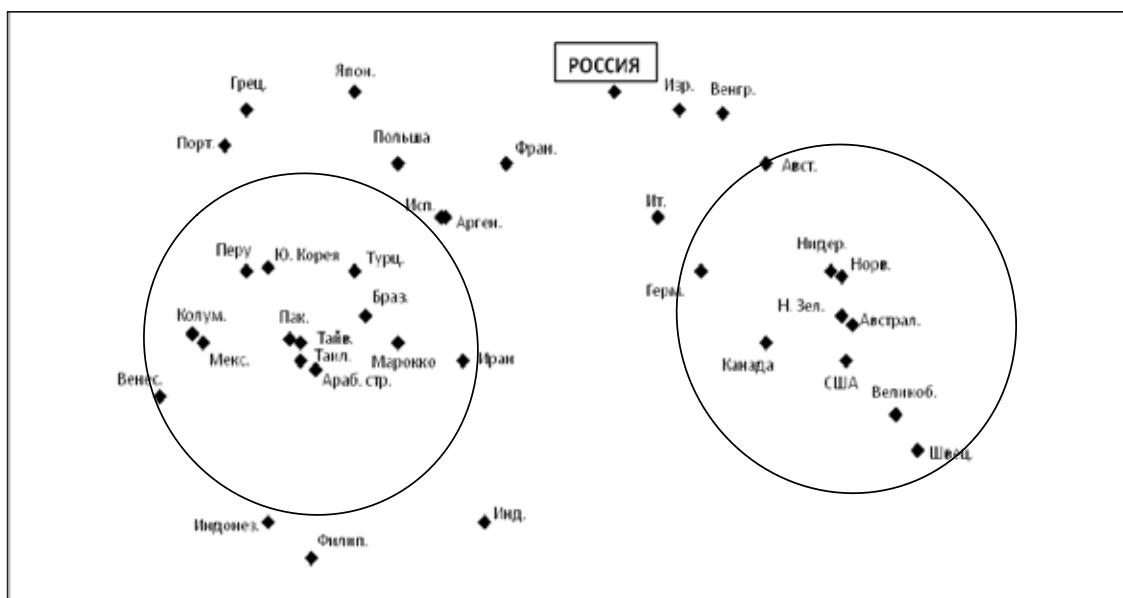 РОССИЯ
Япон.
Грец.
Изр.
Венгр.
Порт.
Польша
Фран.
Авст.
Исп.
Арген.
Ит.
Перу
Ю. Корея
Турц.
Нидер.
Норв.
Герм.
Браз.
Колум.
Пак.
Н. Зел.
Австрал.
Мекс.
Тайв.
Таил.
Марокко
Иран
Канада
Венес.
Араб. стр.
США
Великоб.
Швец.
Индонез.
Инд.
Филип.